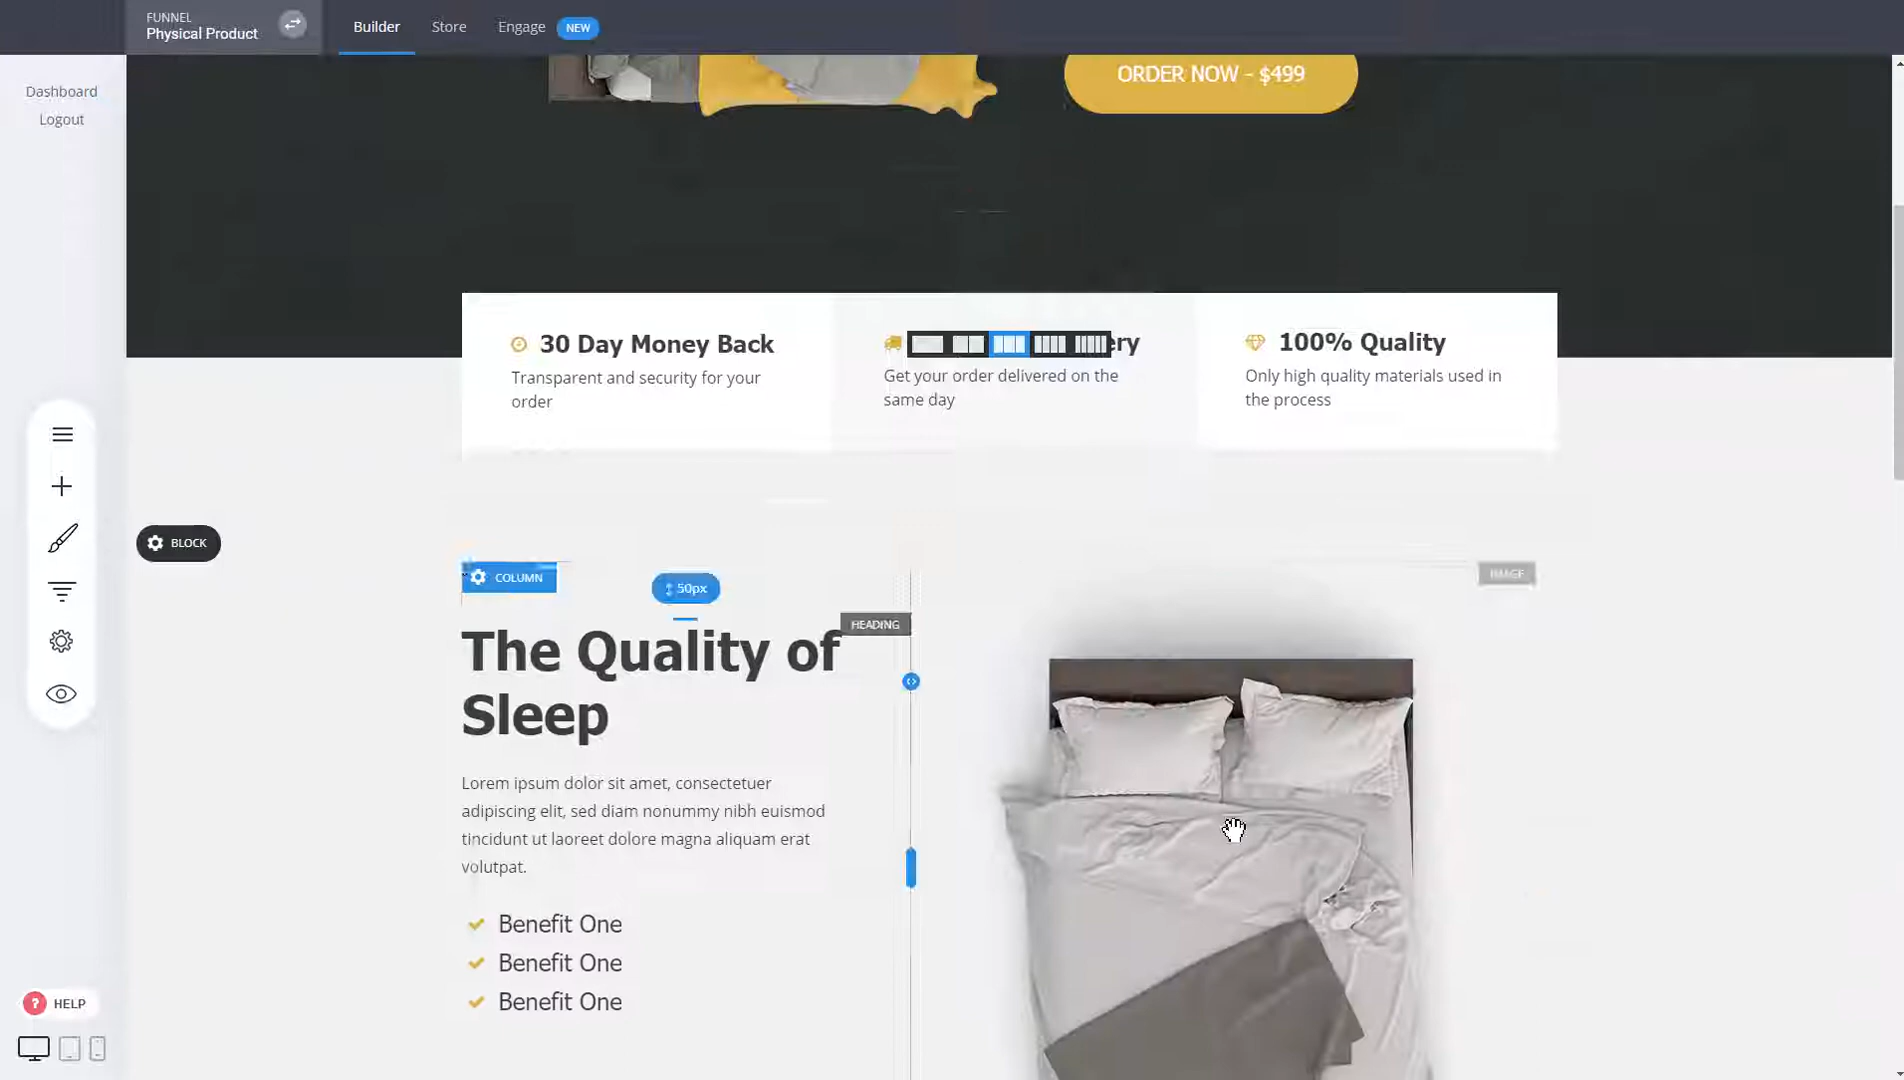 FUNNEL
Physical Product
Builder
Store
Engage
NEW
Dashboard
Logout
ORDER NOW - $499
30 Day Money Back
Transparent and security for your
order
ery
Get your order delivered on the
same day
100% Quality
Only high quality materials used in
the process
BLOCK
COLUMN
50px
IMAGE
HEADING
The Quality of
Sleep
Lorem ipsum dolor sit amet, consectetuer
adipiscing elit, sed diam nonummy nibh euismod
tincidunt ut laoreet dolore magna aliquam erat
volutpat.
Benefit One
Benefit One
Benefit One
? HELP